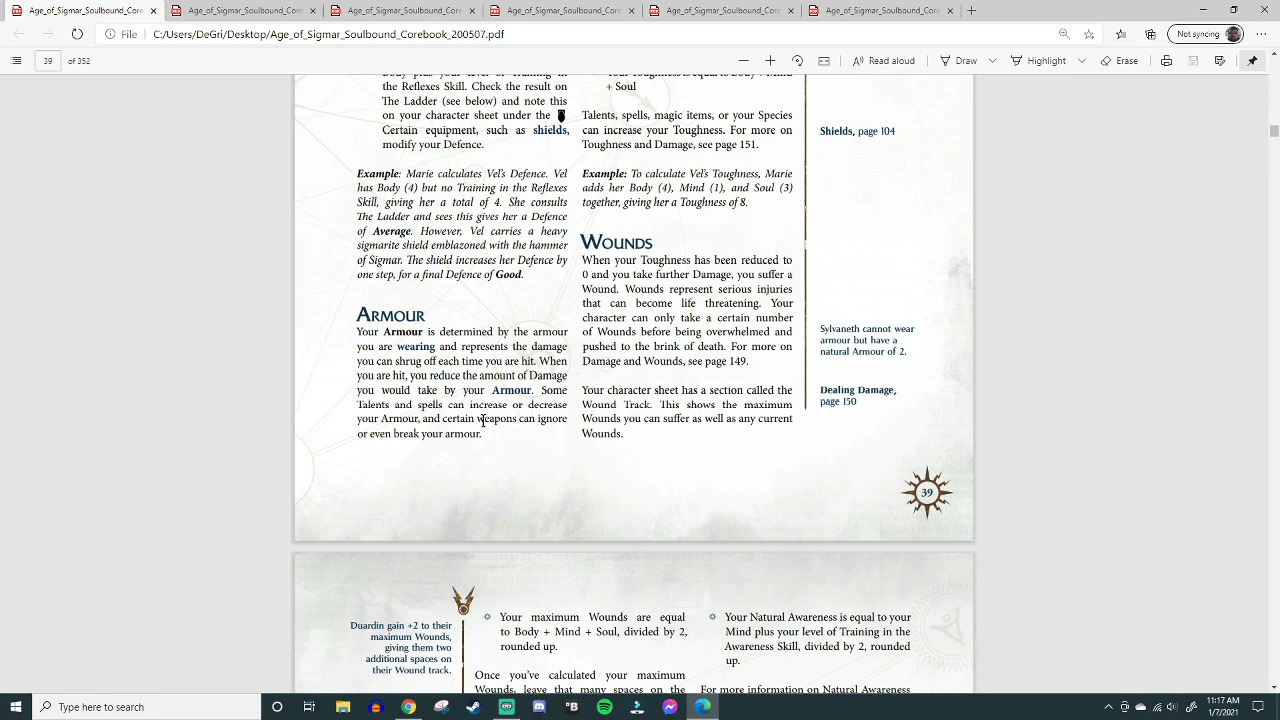 Age_of_Sigmar_Soulbound_Corebook
Age_of_Sigmar_Soulbound_Corebook
Age_of_Sigmar_Soulbound_Corebook
Age_of_Sigmar_Soulbound_Corebook
Age_of_Sigmar_Soulbound_Corebook
Age_of_Sigmar_Soulbound_Corebook
File C:/Users/DeGri/Desktop/Age_of_Sigmar_Soulbound_Corebook_200507.pdf
Not syncing
39 of 352
Read aloud
Draw
Highlight
Erase
the Reflexes Skill. Check the result on
The Ladder (see below) and note this
on your character sheet under the
Certain equipment, such as shields,
modify your Defence.
Example: Marie calculates Vel's Defence. Vel
has Body (4) but no Training in the Reflexes
Skill, giving her a total of 4. She consults
The Ladder and sees this gives her a Defence
of Average. However, Vel carries a heavy
sigmarite shield emblazoned with the hammer
of Sigmar. The shield increases her Defence by
one step, for a final Defence of Good.
ARMOUR
Your Armour is determined by the armour
you are wearing and represents the damage
you can shrug off each time you are hit. When
you are hit, you reduce the amount of Damage
you would take by your Armour. Some
Talents and spells can increase or decrease
your Armour, and certain weapons can ignore
or even break your armour.
+ Soul
Talents, spells, magic items, or your Species
can increase your Toughness. For more on
Toughness and Damage, see page 151.
Example: To calculate Vel's Toughness, Marie
adds her Body (4), Mind (1), and Soul (3)
together, giving her a Toughness of 8.
WOUNDS
When your Toughness has been reduced to
0 and you take further Damage, you suffer a
Wound. Wounds represent serious injuries
that can become life threatening. Your
character can only take a certain number
of Wounds before being overwhelmed and
pushed to the brink of death. For more on
Damage and Wounds, see page 149.
Your character sheet has a section called the
Wound Track. This shows the maximum
Wounds you can suffer as well as any current
Wounds.
Shields, page 104
Sylvaneth cannot wear
armour but have a
natural Armour of 2.
Dealing Damage,
page 150
39
Duardin gain +2 to their
maximum Wounds,
giving them two
additional spaces on
their Wound track.
Your maximum Wounds are equal
to Body + Mind + Soul, divided by 2,
rounded up.
Once you've calculated your maximum
Wounds, leave that many spaces on the
Your Natural Awareness is equal to your
Mind plus your level of Training in the
Awareness Skill, divided by 2, rounded
up.
For more information on Natural Awareness
Type here to search
11:17 AM
1/7/2021